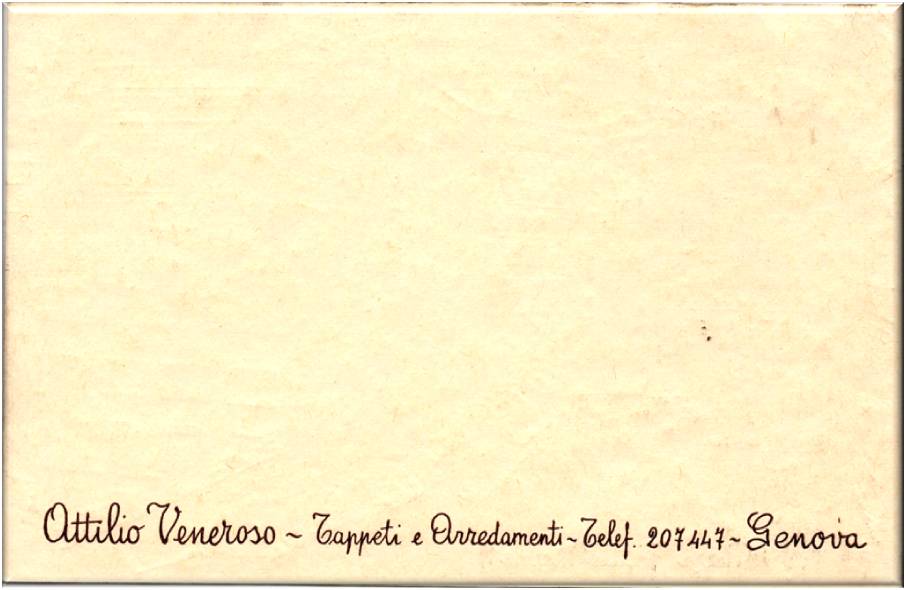 Attilio Veneroso ~ Tappeti e Arredamenti ~ Telef. 207447 ~ Genova